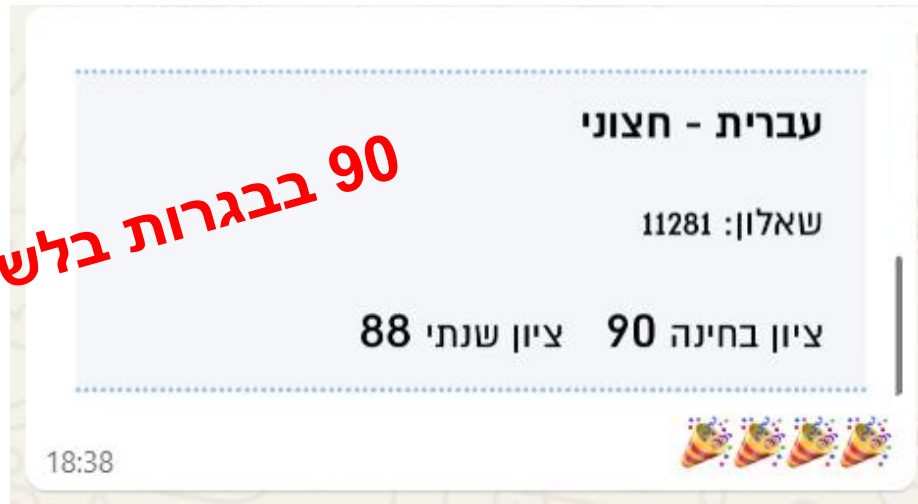 עברית - חצוני
90 בבגרות
שאלון: 11281
ציון בחינה 90 ציון שנתי 88
18:38